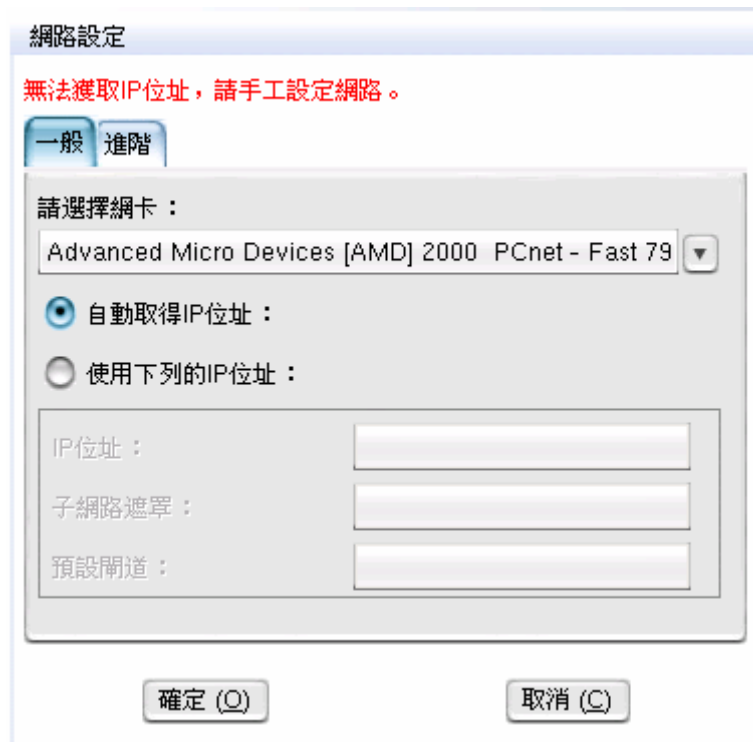 網路設定
無法獲取IP位址，請手工設定網路。
一般 進階
請選擇網卡：
Advanced Micro Devices [AMD] 2000 PCnet - Fast 79
自動取得IP位址：
使用下列的IP位址：
IP位址：
子網路遮罩：
預設閘道：
確定 (O) 取消 (C)